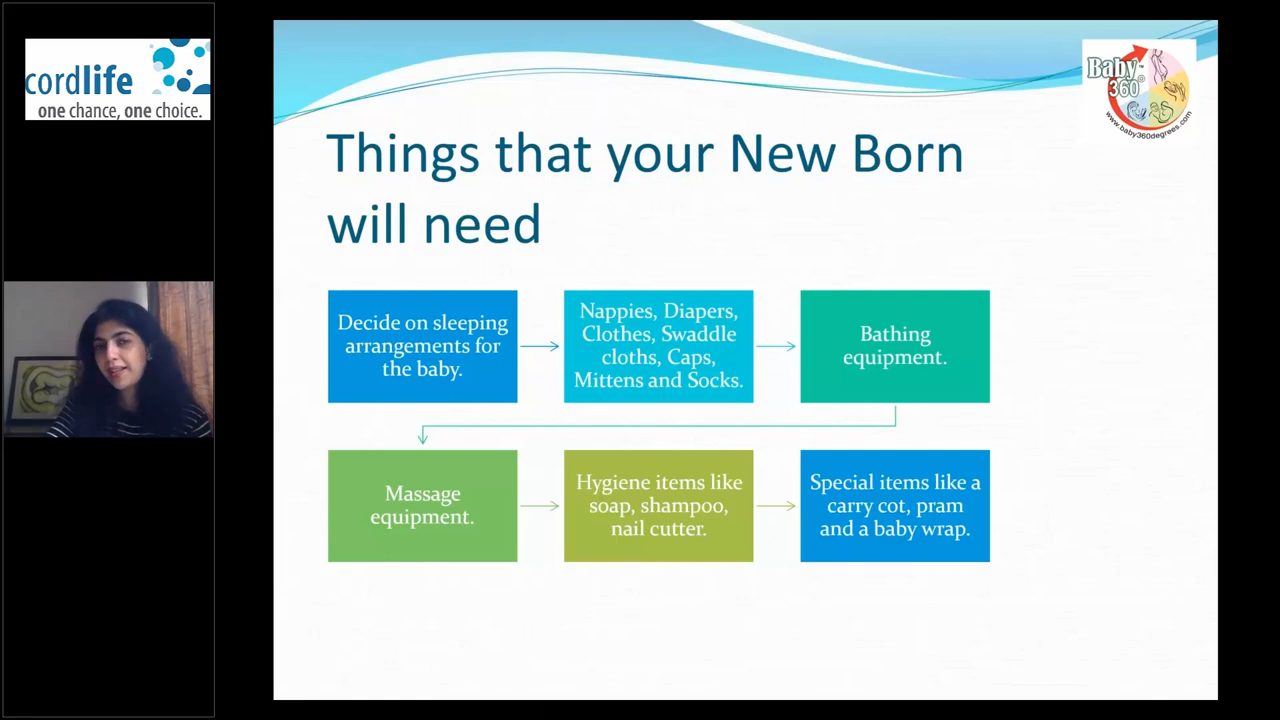 cordlife
one chance, one choice.
Baby
360°
www.baby360degrees.com
Things that your New Born
will need
Decide on sleeping
arrangements for
the baby.
Nappies, Diapers,
Clothes, Swaddle
cloths, Caps,
Mittens and Socks.
Bathing
equipment.
Massage
equipment.
Hygiene items like
soap, shampoo,
nail cutter.
Special items like a
carry cot, pram
and a baby wrap.